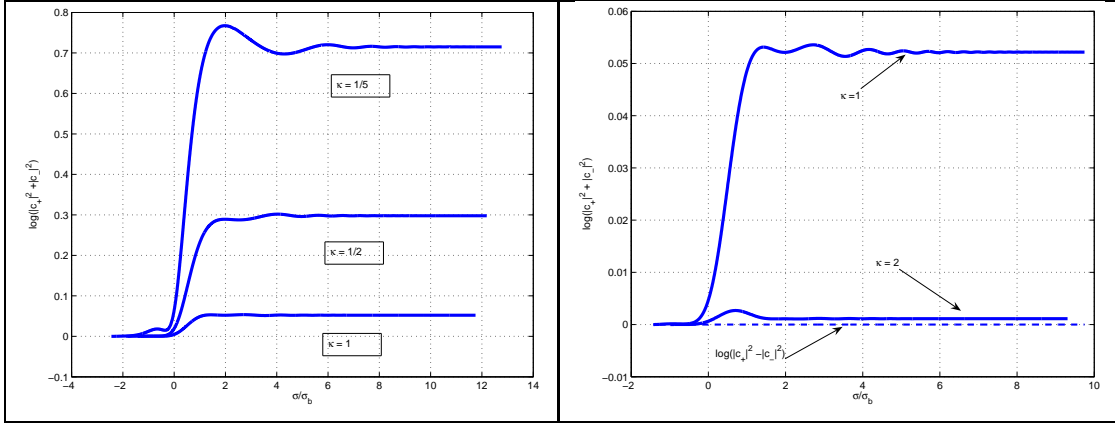 0.8
0.7
0.6
0.5
0.4
0.3
0.2
0.1
0
−0.1
log(|c₊|² +|c₋|²)
κ = 1/5
κ = 1/2
κ = 1
−4 −2 0 2 4 6 8 10 12 14
σ/σ_b
0.06
0.05
0.04
0.03
0.02
0.01
0
−0.01
log(|c₊|² + |c₋|²)
κ =1
κ = 2
log(|c₊|² −|c₋|²)
−2 0 2 4 6 8 10
σ/σ_b